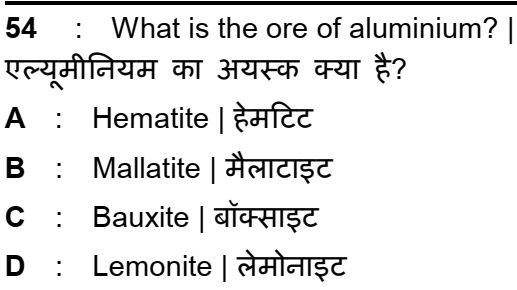 54 : What is the ore of aluminium? |
एल्यूमीनियम का अयस्क क्या है?
A : Hematite | हेमटिट
B : Mallatite | मैलाटाइट
C : Bauxite | बॉक्साइट
D : Lemonite | लेमोनाइट